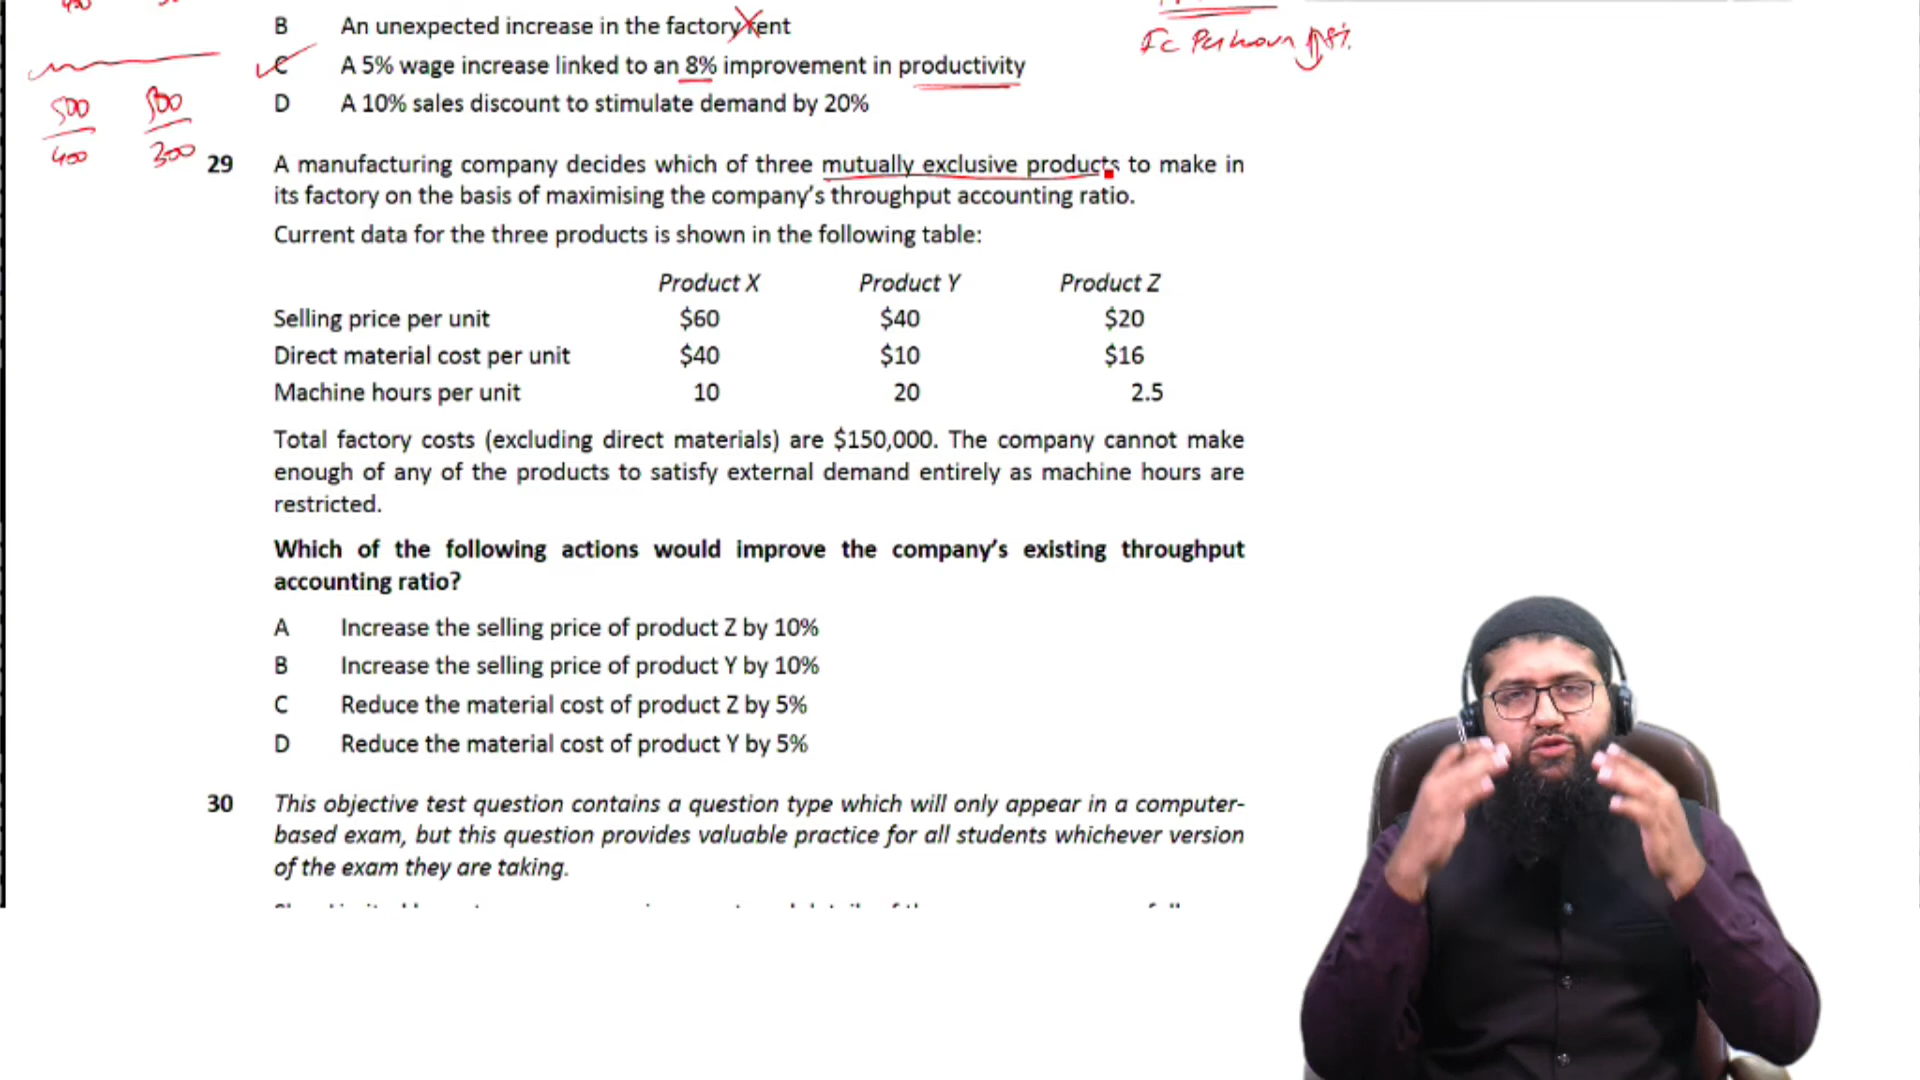 B An unexpected increase in the factory rent
C A 5% wage increase linked to an 8% improvement in productivity
D A 10% sales discount to stimulate demand by 20%
500 500
400 300
29 A manufacturing company decides which of three mutually exclusive products to make in
its factory on the basis of maximising the company's throughput accounting ratio.
Current data for the three products is shown in the following table:
Product X Product Y Product Z
Selling price per unit $60 $40 $20
Direct material cost per unit $40 $10 $16
Machine hours per unit 10 20 2.5
Total factory costs (excluding direct materials) are $150,000. The company cannot make
enough of any of the products to satisfy external demand entirely as machine hours are
restricted.
Which of the following actions would improve the company's existing throughput
accounting ratio?
A Increase the selling price of product Z by 10%
B Increase the selling price of product Y by 10%
C Reduce the material cost of product Z by 5%
D Reduce the material cost of product Y by 5%
30 This objective test question contains a question type which will only appear in a computer-
based exam, but this question provides valuable practice for all students whichever version
of the exam they are taking.